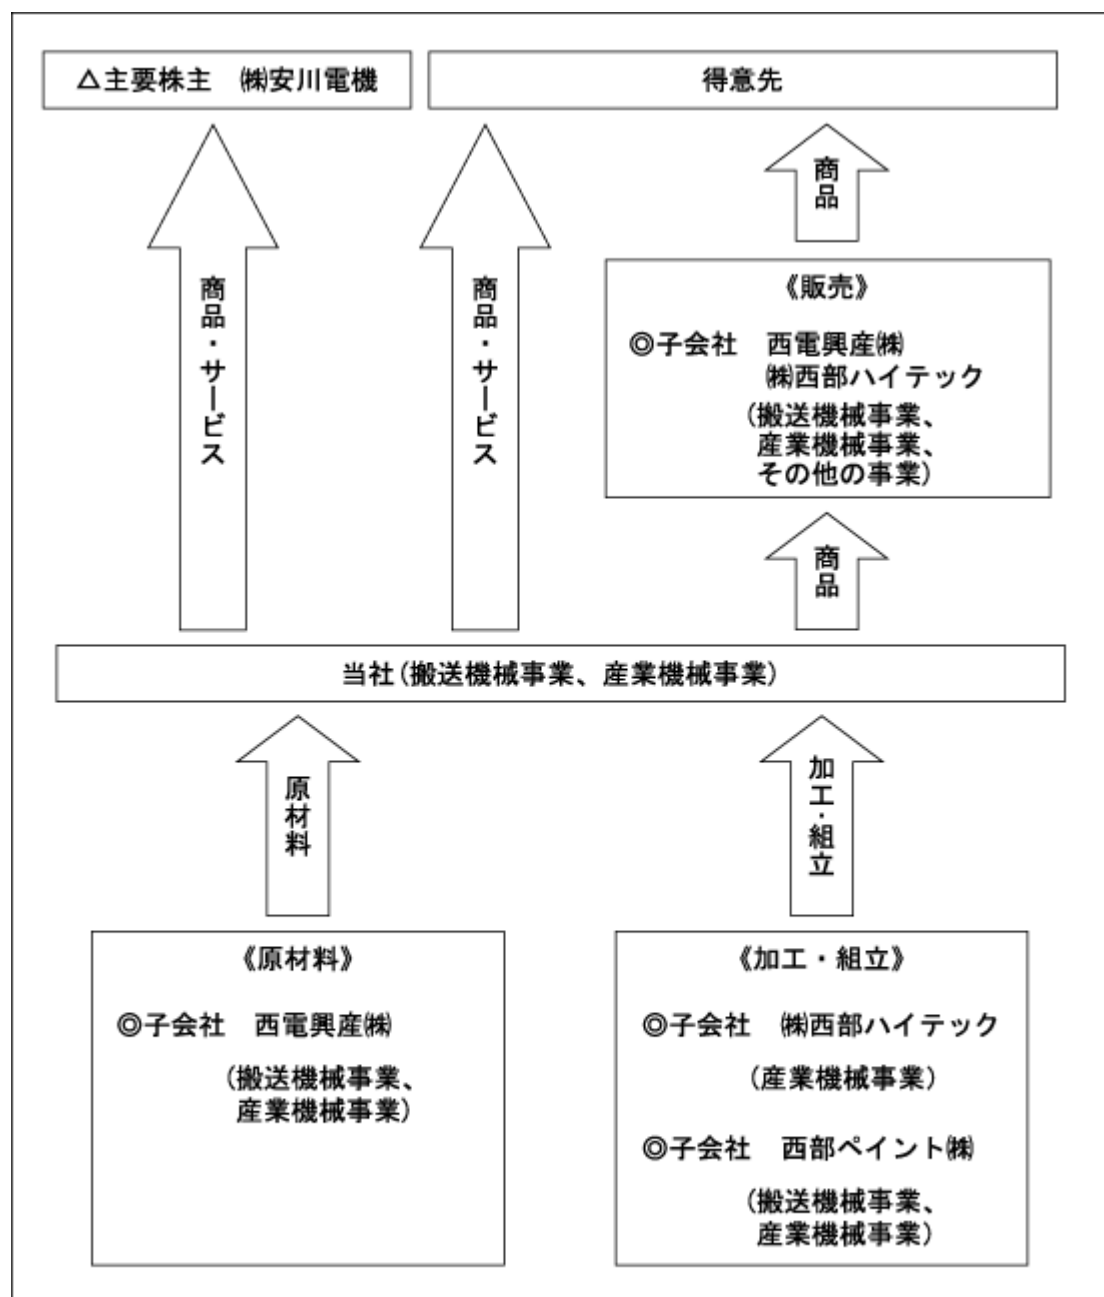 △主要株主　㈱安川電機
得意先
商品
商品・サービス
商品・サービス
《販売》
◎子会社　西電興産㈱
㈱西部ハイテック
(搬送機械事業、
産業機械事業、
その他の事業)
商品
当社(搬送機械事業、産業機械事業)
原材料
加工・組立
《原材料》
◎子会社　西電興産㈱
(搬送機械事業、
産業機械事業)
《加工・組立》
◎子会社　㈱西部ハイテック
(産業機械事業)
◎子会社　西部ペイント㈱
(搬送機械事業、
産業機械事業)